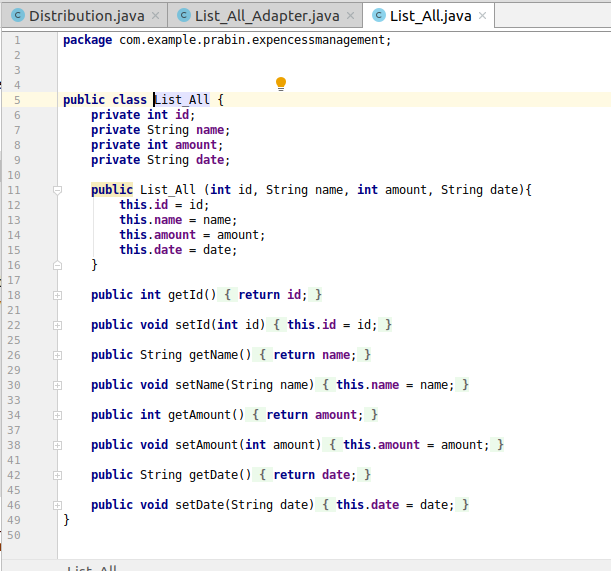 Distribution.java × List_All_Adapter.java × List_All.java ×
1 package com.example.prabin.expencessmanagement;
2
3
4
5 public class List_All {
6 private int id;
7 private String name;
8 private int amount;
9 private String date;
10
11 public List_All (int id, String name, int amount, String date){
12 this.id = id;
13 this.name = name;
14 this.amount = amount;
15 this.date = date;
16 }
17
18 public int getId() { return id; }
21
22 public void setId(int id) { this.id = id; }
25
26 public String getName() { return name; }
29
30 public void setName(String name) { this.name = name; }
33
34 public int getAmount() { return amount; }
37
38 public void setAmount(int amount) { this.amount = amount; }
41
42 public String getDate() { return date; }
45
46 public void setDate(String date) { this.date = date; }
49 }
50
List_All